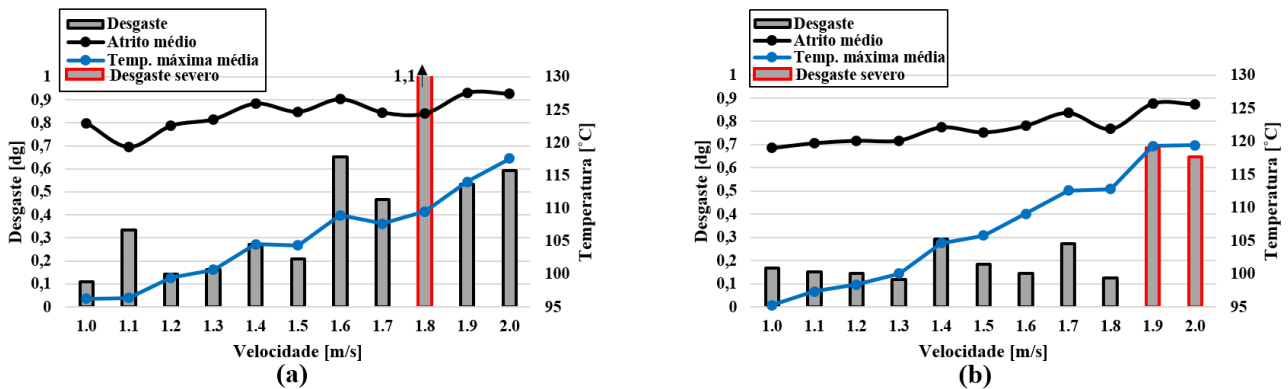 Desgaste
Atrito médio
Temp. máxima média
Desgaste severo
1,1
1
0,9
0,8
0,7
0,6
0,5
0,4
0,3
0,2
0,1
0
Desgaste [dg]
130
125
120
115
110
105
100
95
Temperatura [°C]
1.0 1.1 1.2 1.3 1.4 1.5 1.6 1.7 1.8 1.9 2.0
Velocidade [m/s]
(a)
Desgaste
Atrito médio
Temp. máxima média
Desgaste severo
1
0,9
0,8
0,7
0,6
0,5
0,4
0,3
0,2
0,1
0
Desgaste [dg]
130
125
120
115
110
105
100
95
Temperatura [°C]
1.0 1.1 1.2 1.3 1.4 1.5 1.6 1.7 1.8 1.9 2.0
Velocidade [m/s]
(b)